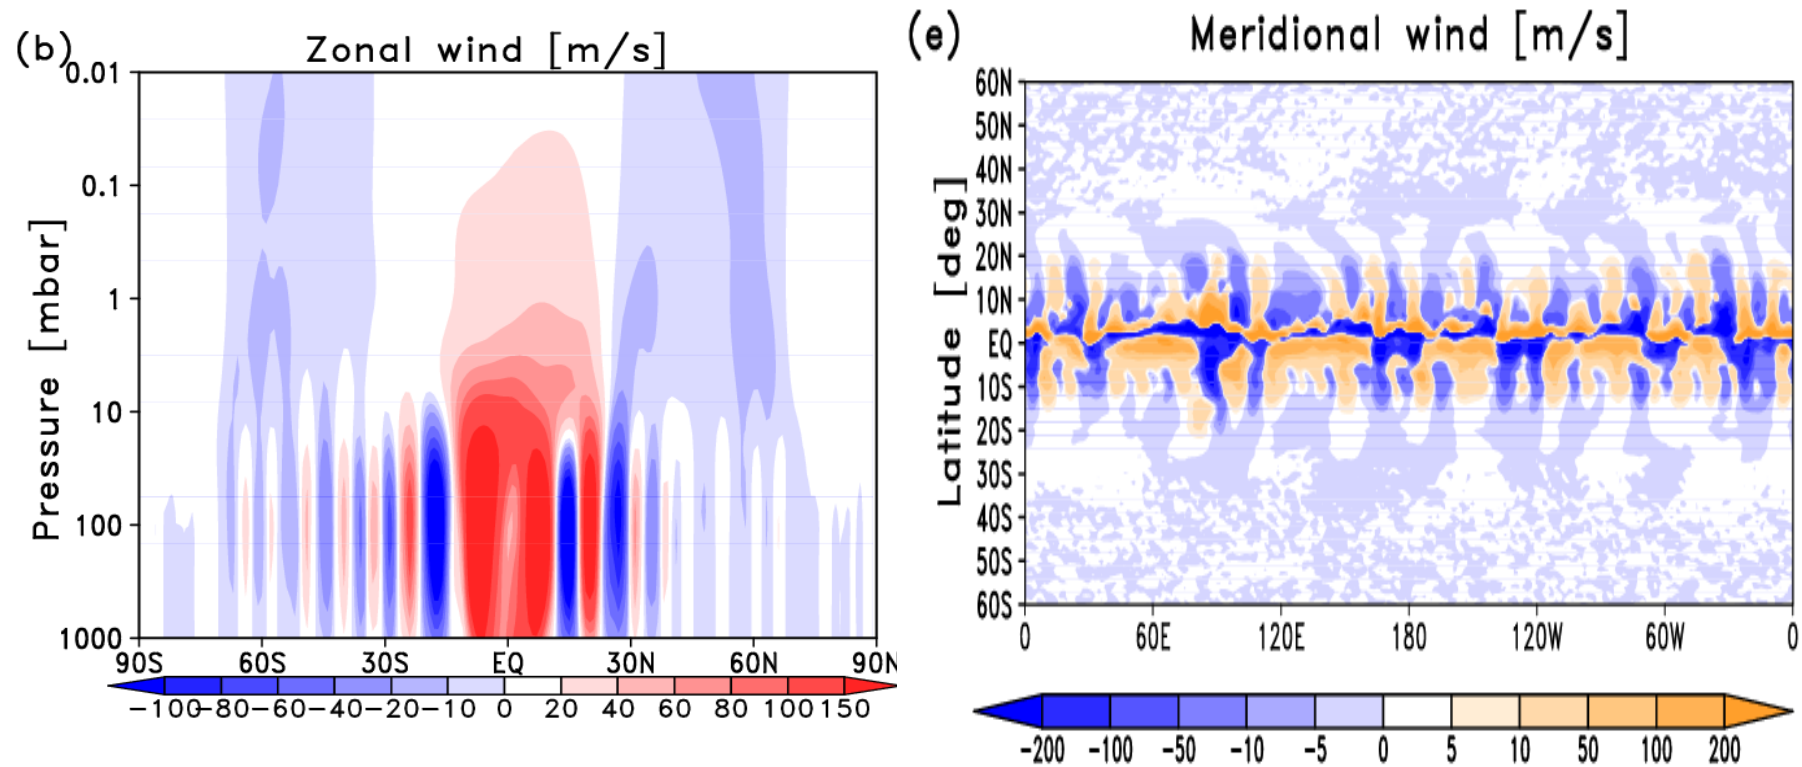 (b) Zonal wind [m/s]
Pressure [mbar]
0.01
0.1
1
10
100
1000
90S 60S 30S EQ 30N 60N 90N
−100 −80 −60 −40 −20 −10 0 20 40 60 80 100 150
(e) Meridional wind [m/s]
Latitude [deg]
60N
50N
40N
30N
20N
10N
EQ
10S
20S
30S
40S
50S
60S
0 60E 120E 180 120W 60W 0
-200 -100 -50 -10 -5 0 5 10 50 100 200